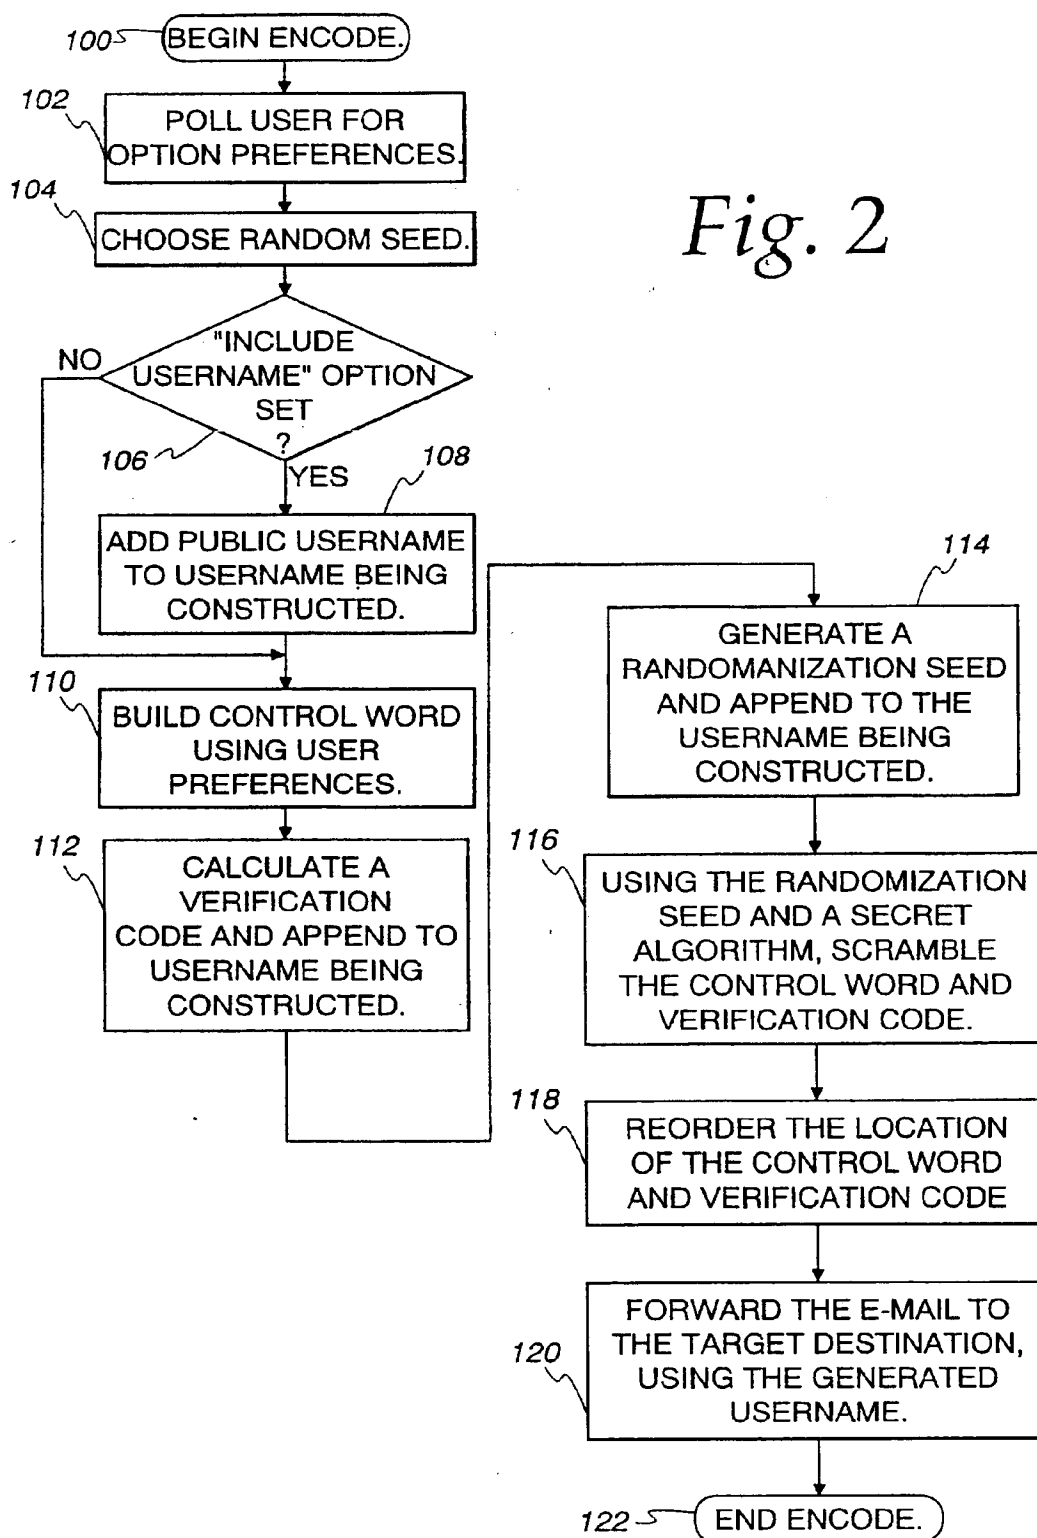 100
BEGIN ENCODE.
102
POLL USER FOR
OPTION PREFERENCES.
104
CHOOSE RANDOM SEED.
Fig. 2
"INCLUDE
USERNAME" OPTION
SET
?
NO
106
YES
108
ADD PUBLIC USERNAME
TO USERNAME BEING
CONSTRUCTED.
110
BUILD CONTROL WORD
USING USER
PREFERENCES.
112
CALCULATE A
VERIFICATION
CODE AND APPEND TO
USERNAME BEING
CONSTRUCTED.
114
GENERATE A
RANDOMANIZATION SEED
AND APPEND TO THE
USERNAME BEING
CONSTRUCTED.
116
USING THE RANDOMIZATION
SEED AND A SECRET
ALGORITHM, SCRAMBLE
THE CONTROL WORD AND
VERIFICATION CODE.
118
REORDER THE LOCATION
OF THE CONTROL WORD
AND VERIFICATION CODE
120
FORWARD THE E-MAIL TO
THE TARGET DESTINATION,
USING THE GENERATED
USERNAME.
122
END ENCODE.